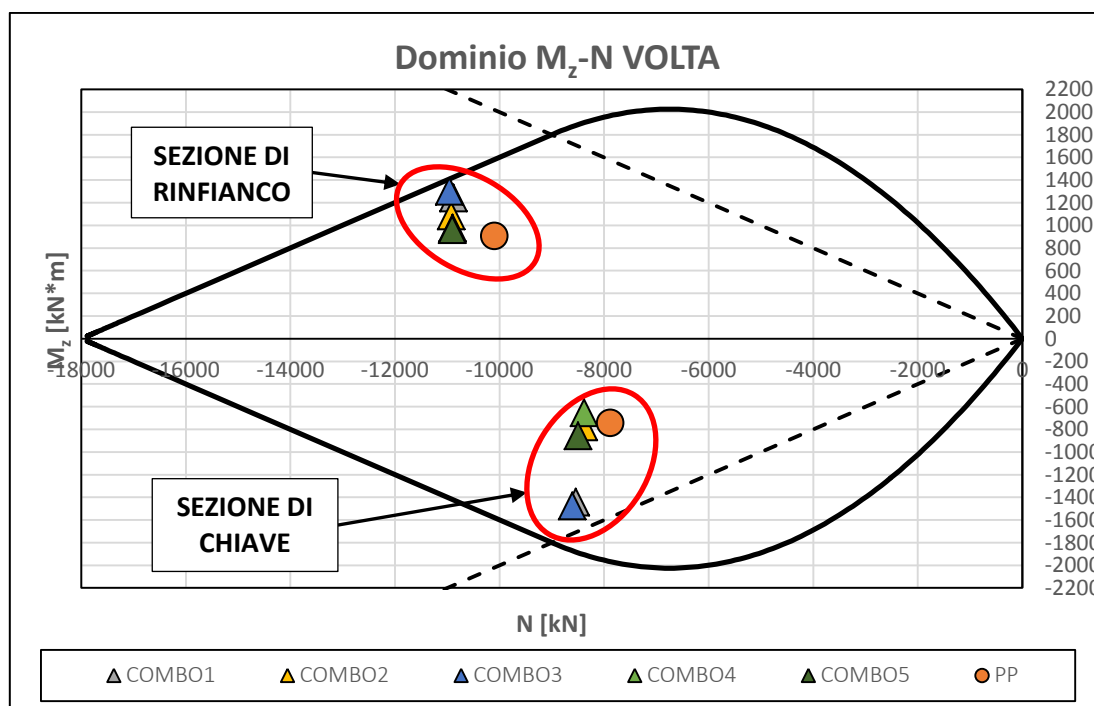 Dominio Mz-N VOLTA
SEZIONE DI
RINFIANCO
SEZIONE DI
CHIAVE
Mz [kN*m]
2200
2000
1800
1600
1400
1200
1000
800
600
400
200
0
-200
-400
-600
-800
-1000
-1200
-1400
-1600
-1800
-2000
-2200
-18000 -16000 -14000 -12000 -10000 -8000 -6000 -4000 -2000 0
N [kN]
COMBO1 COMBO2 COMBO3 COMBO4 COMBO5 PP